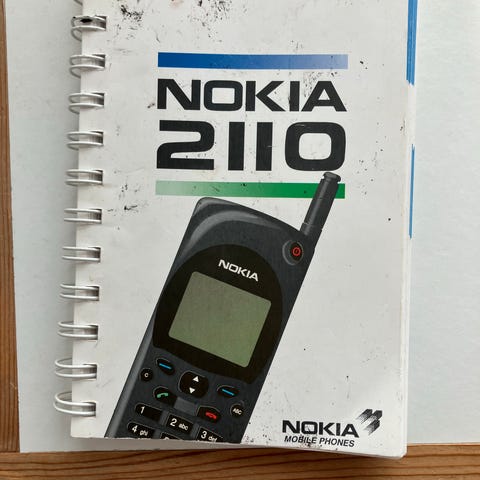 NOKIA
2110
NOKIA
C
ABC
1
2 abc
3 def
4 ghi
NOKIA
MOBILE PHONES